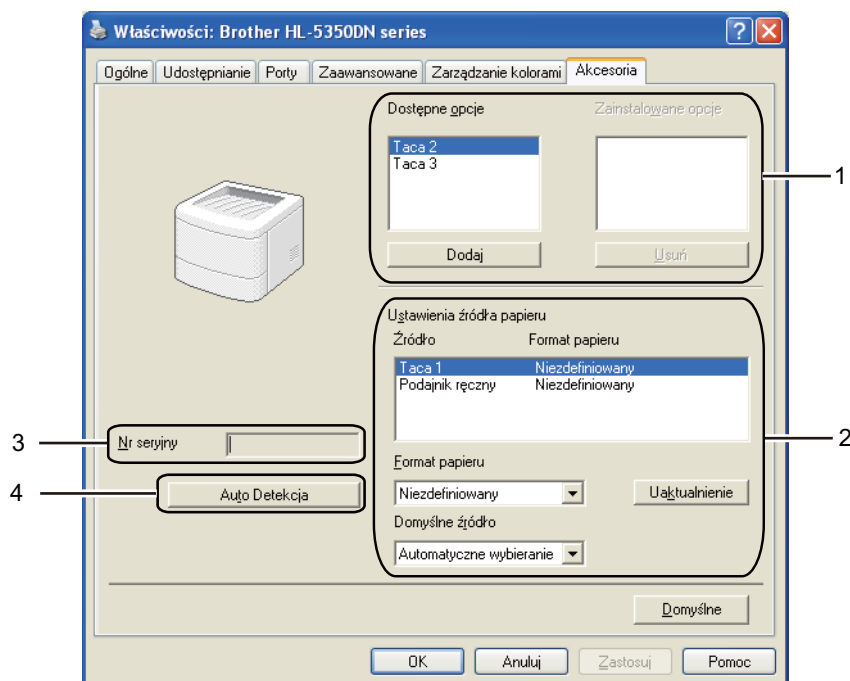 Właściwości: Brother HL-5350DN series
Ogólne Udostępnianie Porty Zaawansowane Zarządzanie kolorami Akcesoria
Dostępne opcje Zainstalowane opcje
Taca 2
Taca 3
1
Dodaj Usuń
Ustawienia źródła papieru
Źródło Format papieru
Taca 1 Niezdefiniowany
Podajnik ręczny Niezdefiniowany
2
3 Nr seryjny
Format papieru
4 Auto Detekcja
Niezdefiniowany Uaktualnienie
Domyślne źródło
Automatyczne wybieranie
Domyślne
OK Anuluj Zastosuj Pomoc